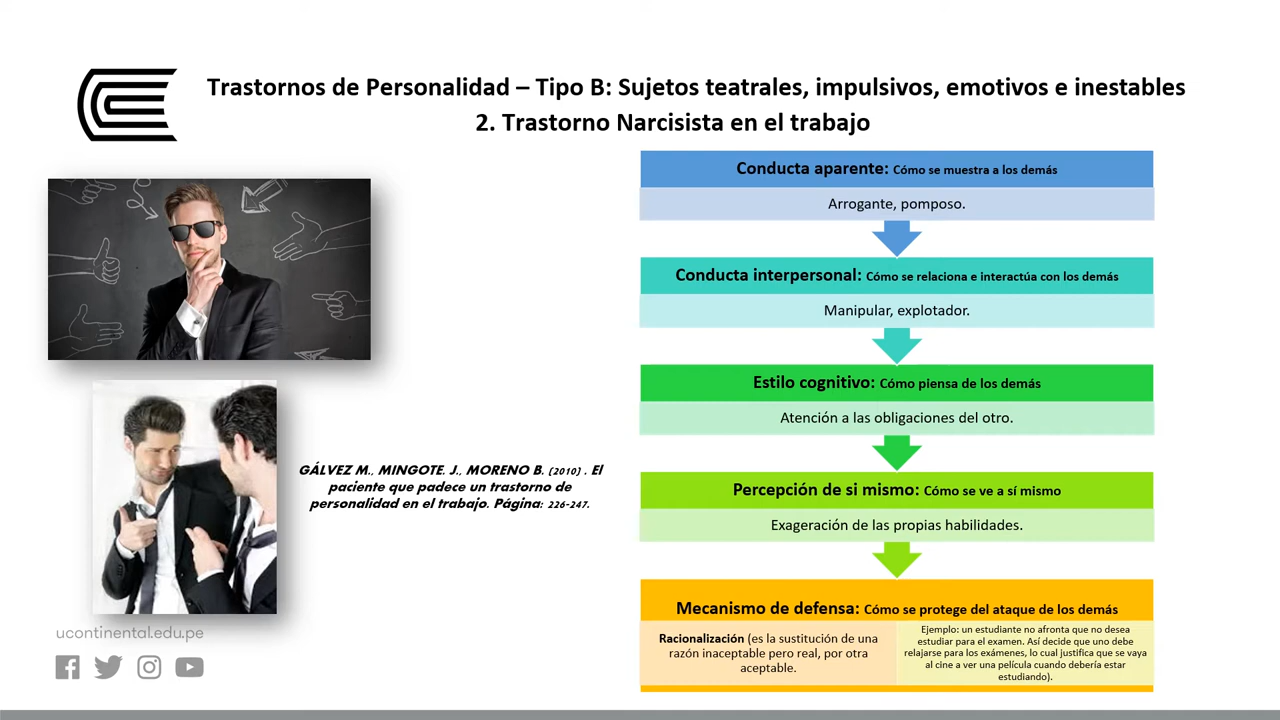 Trastornos de Personalidad – Tipo B: Sujetos teatrales, impulsivos, emotivos e inestables
2. Trastorno Narcisista en el trabajo
Conducta aparente: Cómo se muestra a los demás
Arrogante, pomposo.
Conducta interpersonal: Cómo se relaciona e interactúa con los demás
Manipular, explotador.
Estilo cognitivo: Cómo piensa de los demás
Atención a las obligaciones del otro.
Percepción de si mismo: Cómo se ve a sí mismo
Exageración de las propias habilidades.
Mecanismo de defensa: Cómo se protege del ataque de los demás
Racionalización (es la sustitución de una
razón inaceptable pero real, por otra
aceptable.
Ejemplo: un estudiante no afronta que no desea
estudiar para el examen. Así decide que uno debe
relajarse para los exámenes, lo cual justifica que se vaya
al cine a ver una película cuando debería estar
estudiando).
GÁLVEZ M., MINGOTE. J., MORENO B. (2010) . El
paciente que padece un trastorno de
personalidad en el trabajo. Página: 226-247.
ucontinental.edu.pe